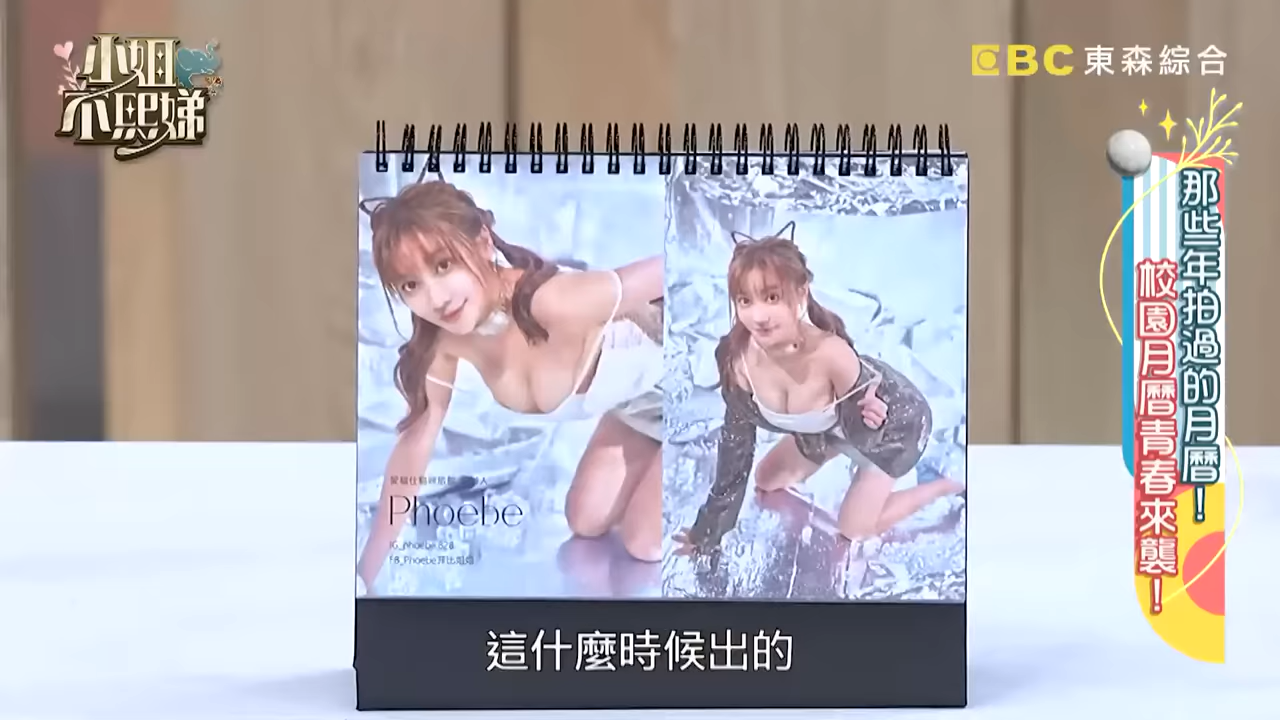 小姐不熙娣
EBC 東森綜合
那些年拍過的月曆！
校園月曆青春來襲！
Phoebe
這什麼時候出的